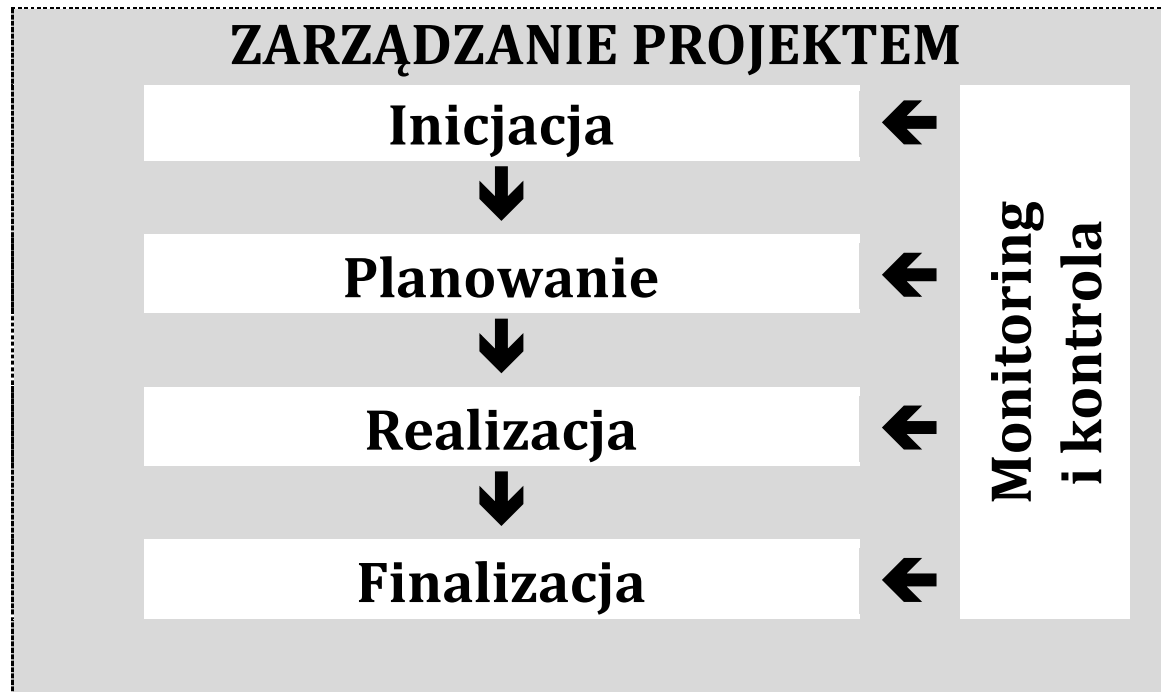 ZARZĄDZANIE PROJEKTEM
Inicjacja
Planowanie
Realizacja
Finalizacja
Monitoring
i kontrola